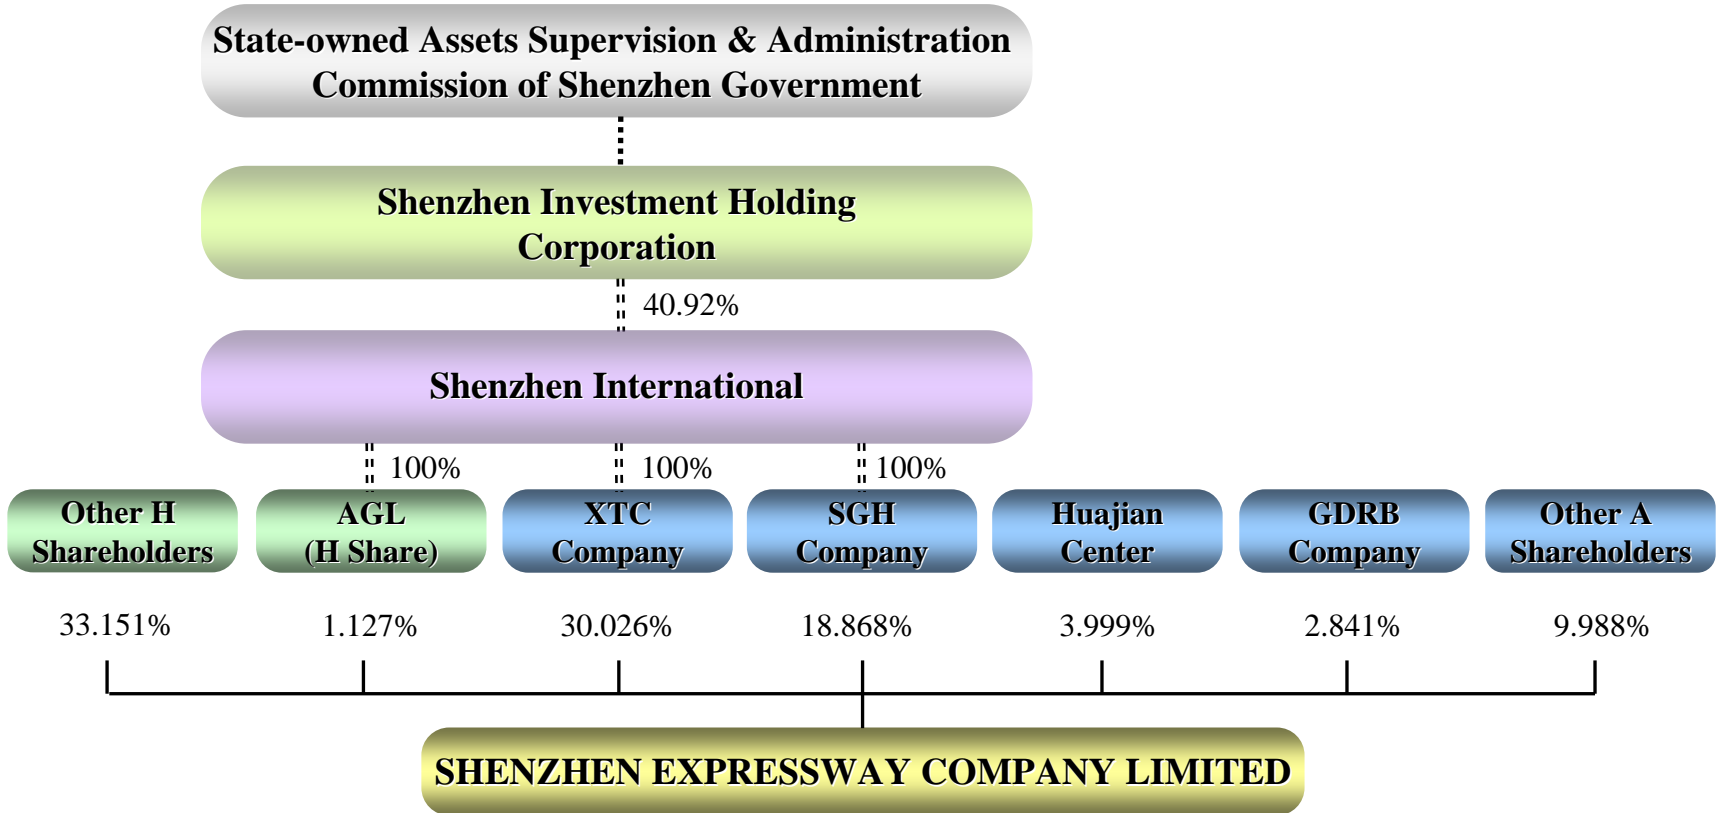 State-owned Assets Supervision & Administration
Commission of Shenzhen Government
Shenzhen Investment Holding
Corporation
40.92%
Shenzhen International
100%
100%
100%
Other H
Shareholders
AGL
(H Share)
XTC
Company
SGH
Company
Huajian
Center
GDRB
Company
Other A
Shareholders
33.151%
1.127%
30.026%
18.868%
3.999%
2.841%
9.988%
SHENZHEN EXPRESSWAY COMPANY LIMITED